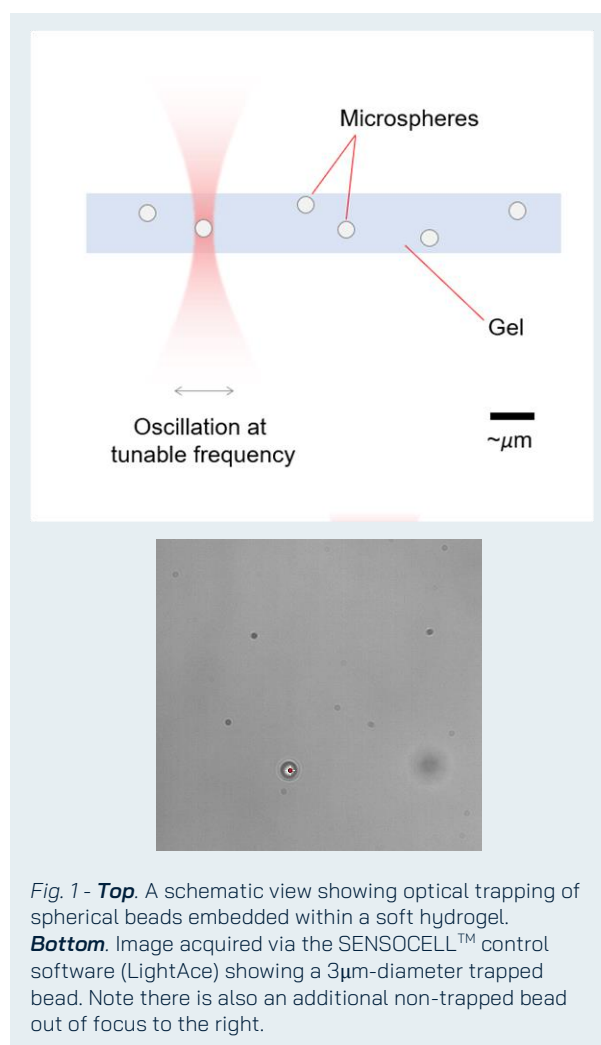 Microspheres
Gel
Oscillation at
tunable frequency
~μm
Fig. 1 - Top. A schematic view showing optical trapping of
spherical beads embedded within a soft hydrogel.
Bottom. Image acquired via the SENSOCELL™ control
software (LightAce) showing a 3μm-diameter trapped
bead. Note there is also an additional non-trapped bead
out of focus to the right.